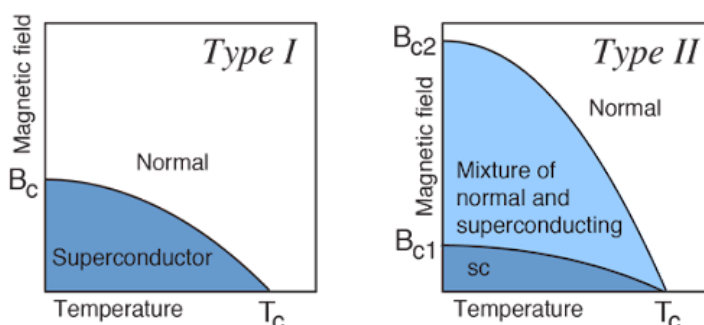 Type I
Magnetic field
Normal
Bc
Superconductor
Temperature
Tc
Type II
Bc2
Magnetic field
Normal
Mixture of
normal and
superconducting
Bc1
sc
Temperature
Tc